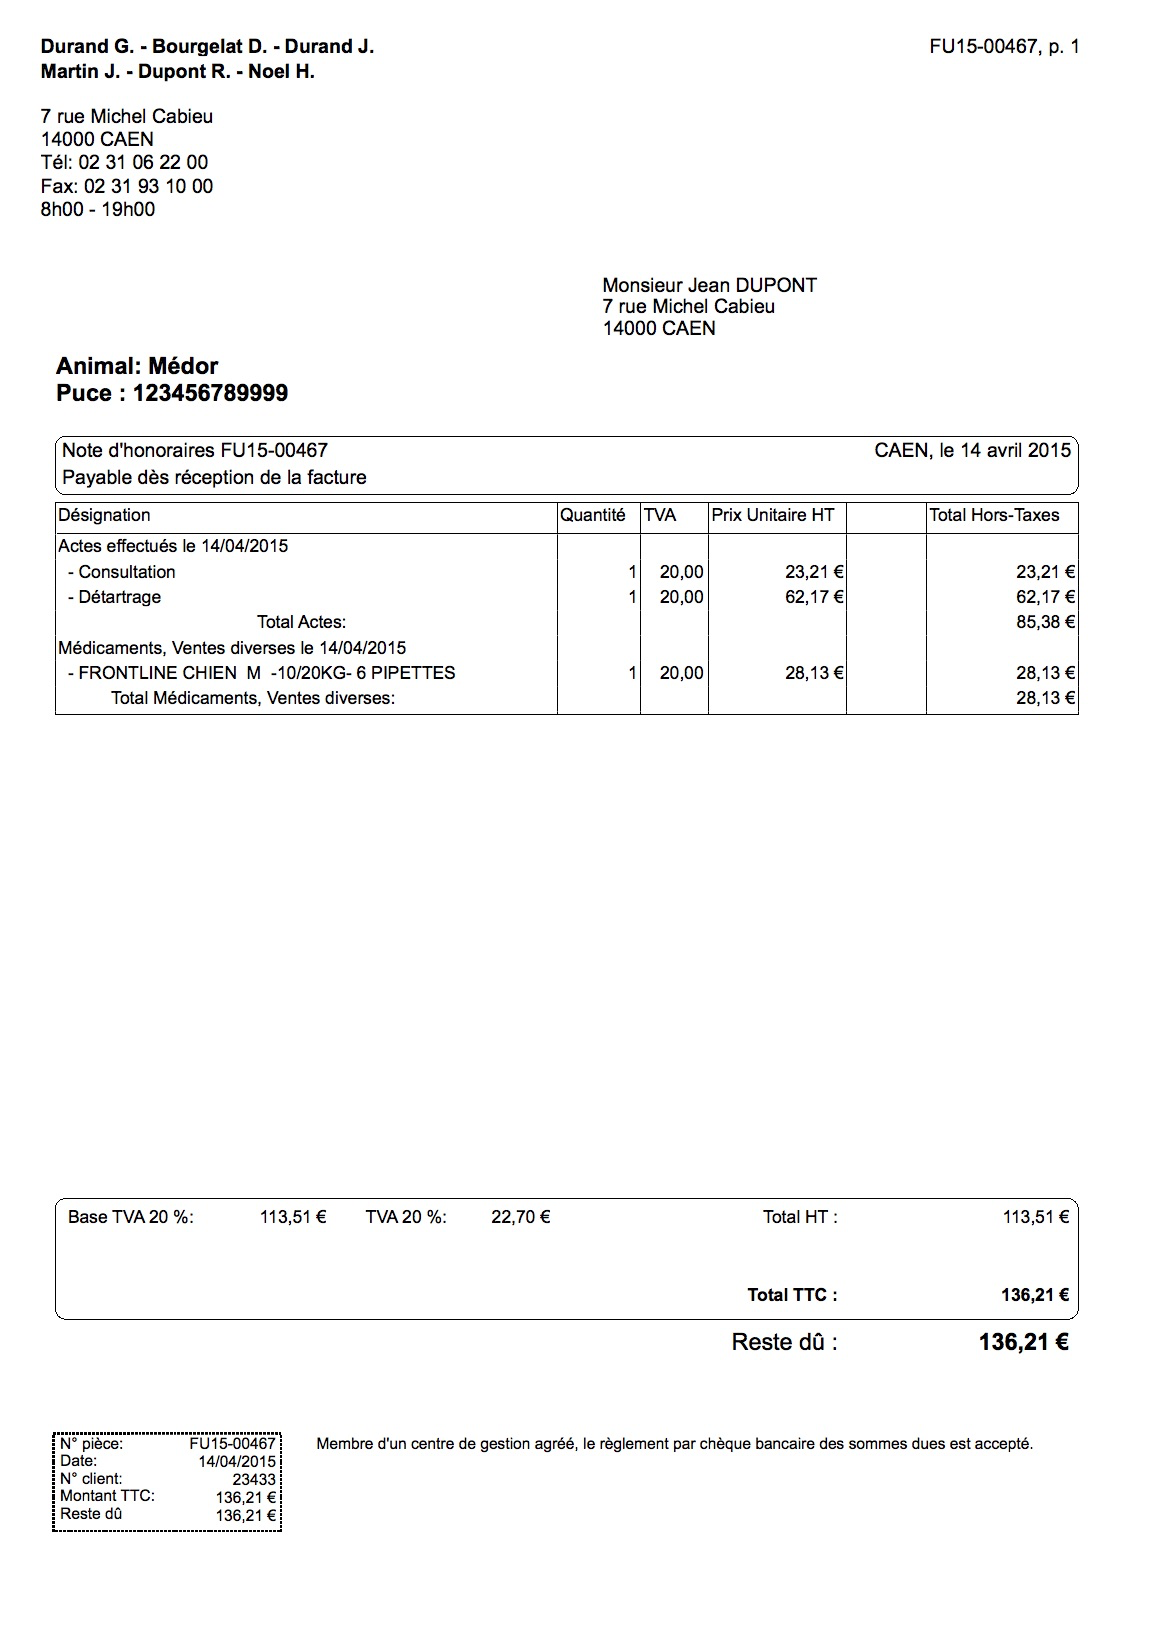 Durand G. - Bourgelat D. - Durand J.
FU15-00467, p. 1
Martin J. - Dupont R. - Noel H.
7 rue Michel Cabieu
14000 CAEN
Tél: 02 31 06 22 00
Fax: 02 31 93 10 00
8h00 - 19h00
Monsieur Jean DUPONT
7 rue Michel Cabieu
14000 CAEN
Animal: Médor
Puce : 123456789999
Note d'honoraires FU15-00467 CAEN, le 14 avril 2015
Payable dès réception de la facture
Désignation Quantité TVA Prix Unitaire HT Total Hors-Taxes
Actes effectués le 14/04/2015
- Consultation 1 20,00 23,21 € 23,21 €
- Détartrage 1 20,00 62,17 € 62,17 €
Total Actes: 85,38 €
Médicaments, Ventes diverses le 14/04/2015
- FRONTLINE CHIEN M -10/20KG- 6 PIPETTES 1 20,00 28,13 € 28,13 €
Total Médicaments, Ventes diverses: 28,13 €
Base TVA 20 %: 113,51 € TVA 20 %: 22,70 € Total HT : 113,51 €
Total TTC : 136,21 €
Reste dû : 136,21 €
N° pièce: FU15-00467
Date: 14/04/2015
N° client: 23433
Montant TTC: 136,21 €
Reste dû 136,21 €
Membre d'un centre de gestion agréé, le règlement par chèque bancaire des sommes dues est accepté.